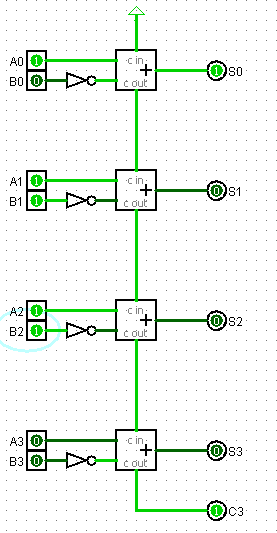 A0 1 c in S0 1
B0 0 + c out
A1 1 c in S1 0
B1 1 + c out
A2 1 c in S2 0
B2 1 + c out
A3 0 c in S3 0
B3 0 + c out
1 C3